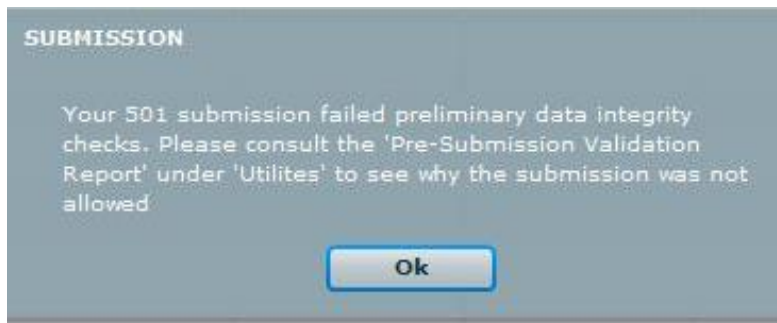 SUBMISSION
Your 501 submission failed preliminary data integrity
checks. Please consult the 'Pre-Submission Validation
Report' under 'Utilites' to see why the submission was not
allowed
Ok